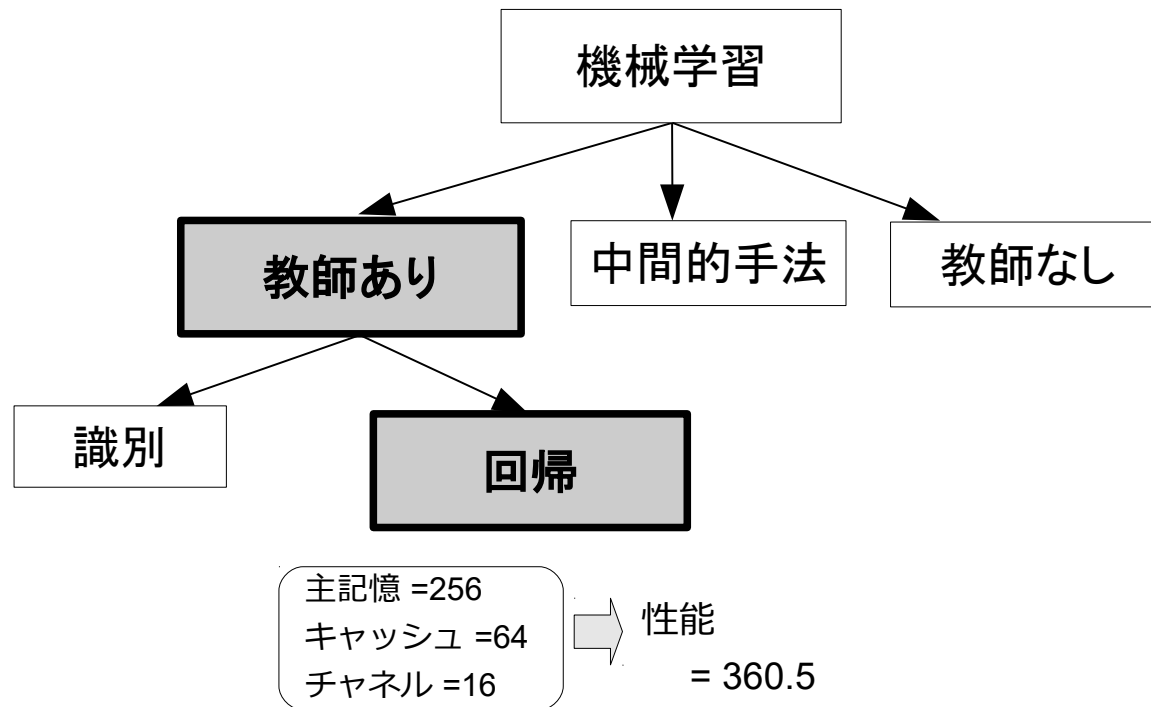 機械学習
教師あり
中間的手法
教師なし
識別
回帰
主記憶 =256
キャッシュ =64
チャネル =16
性能
= 360.5